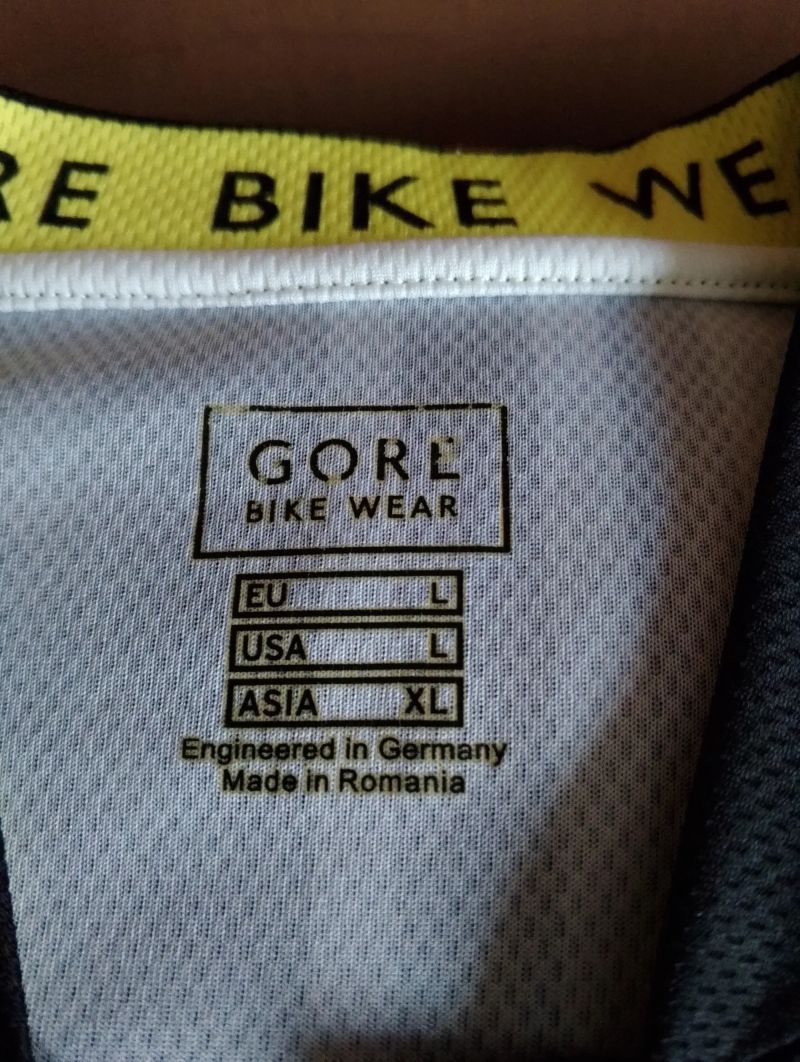 RE BIKE WE
GORE
BIKE WEAR
EU L
USA L
ASIA XL
Engineered in Germany
Made in Romania